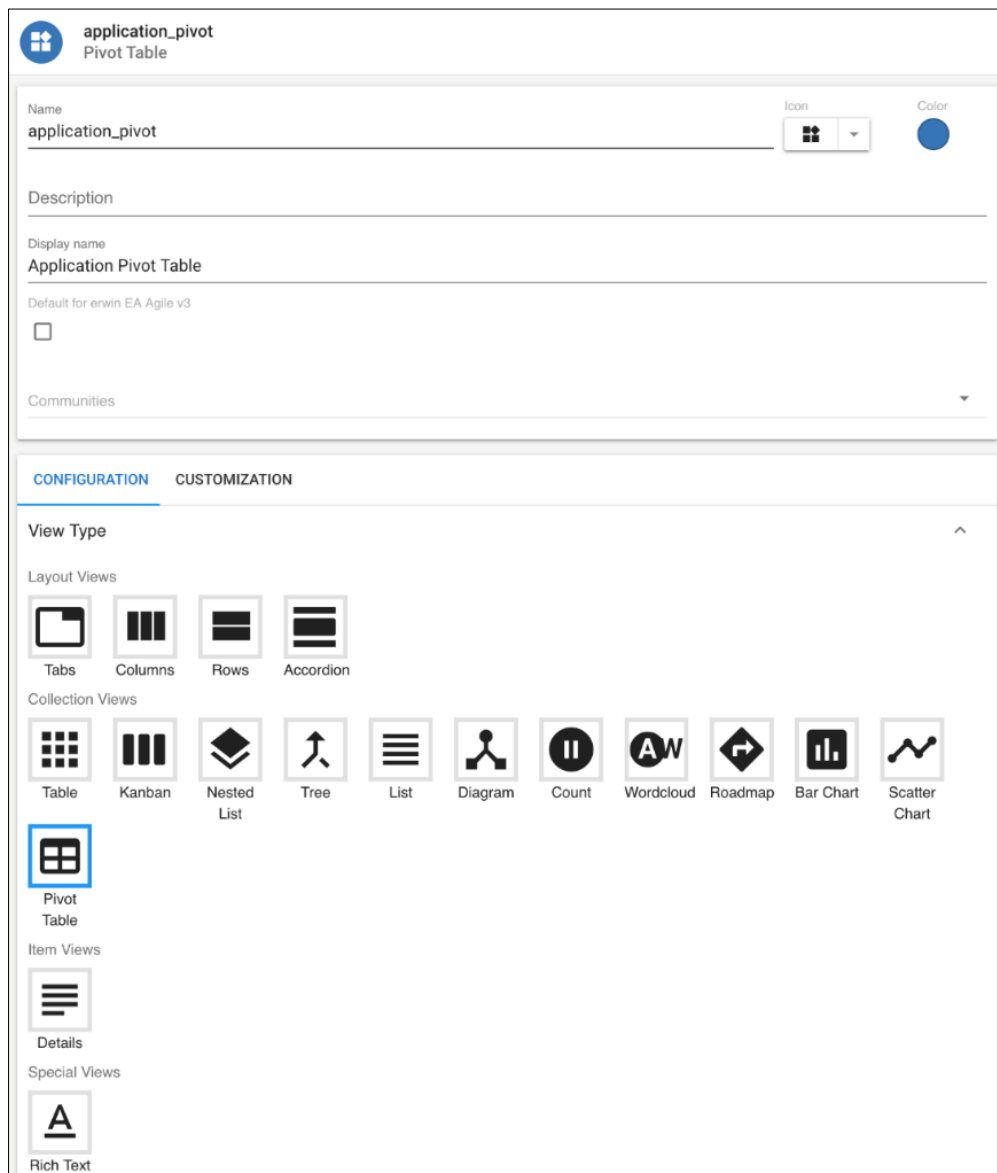 application_pivot
Pivot Table
Name
Icon
Color
application_pivot
Description
Display name
Application Pivot Table
Default for erwin EA Agile v3
Communities
CONFIGURATION CUSTOMIZATION
View Type
Layout Views
Tabs Columns Rows Accordion
Collection Views
AW
Table Kanban Nested List Tree List Diagram Count Wordcloud Roadmap Bar Chart Scatter Chart
Pivot
Table
Item Views
Details
Special Views
A
Rich Text